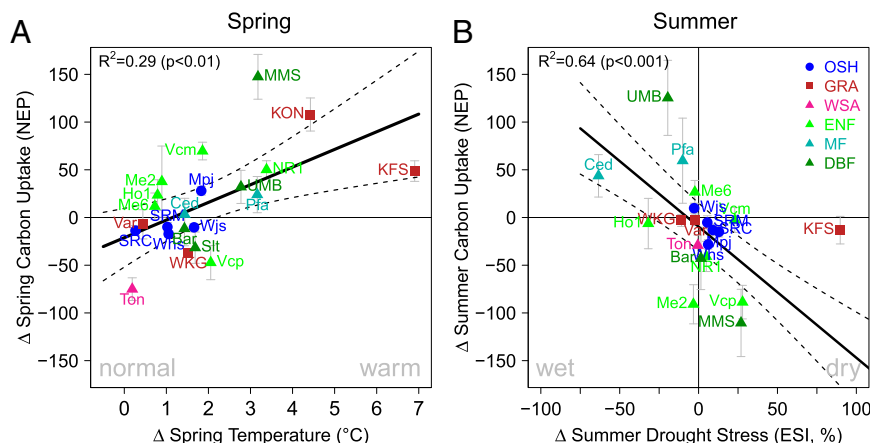 Spring
Summer
A
B
R²=0.29 (p<0.01)
R²=0.64 (p<0.001)
Δ Spring Carbon Uptake (NEP)
150
100
50
0
−50
−100
−150
MMS
KON
Vcm
NR1
KFS
Me2
Mpj
UMB
Ho1
Me6
Ced
Pfa
Var
SRM
SRC
Wjs
Whs
Bar
Slt
WKG
Vcp
Ton
normal
warm
0 1 2 3 4 5 6 7
Δ Spring Temperature (°C)
Δ Summer Carbon Uptake (NEP)
150
100
50
0
−50
−100
−150
OSH
GRA
WSA
ENF
MF
DBF
UMB
Pfa
Ced
Me6
Wjs
Vcm
Ho1
WKG
SRM
Var
SRC
KFS
Ton
Mpj
Bar
Whs
NR1
Me2
Vcp
MMS
wet
dry
−100 −50 0 25 50 75 100
Δ Summer Drought Stress (ESI, %)